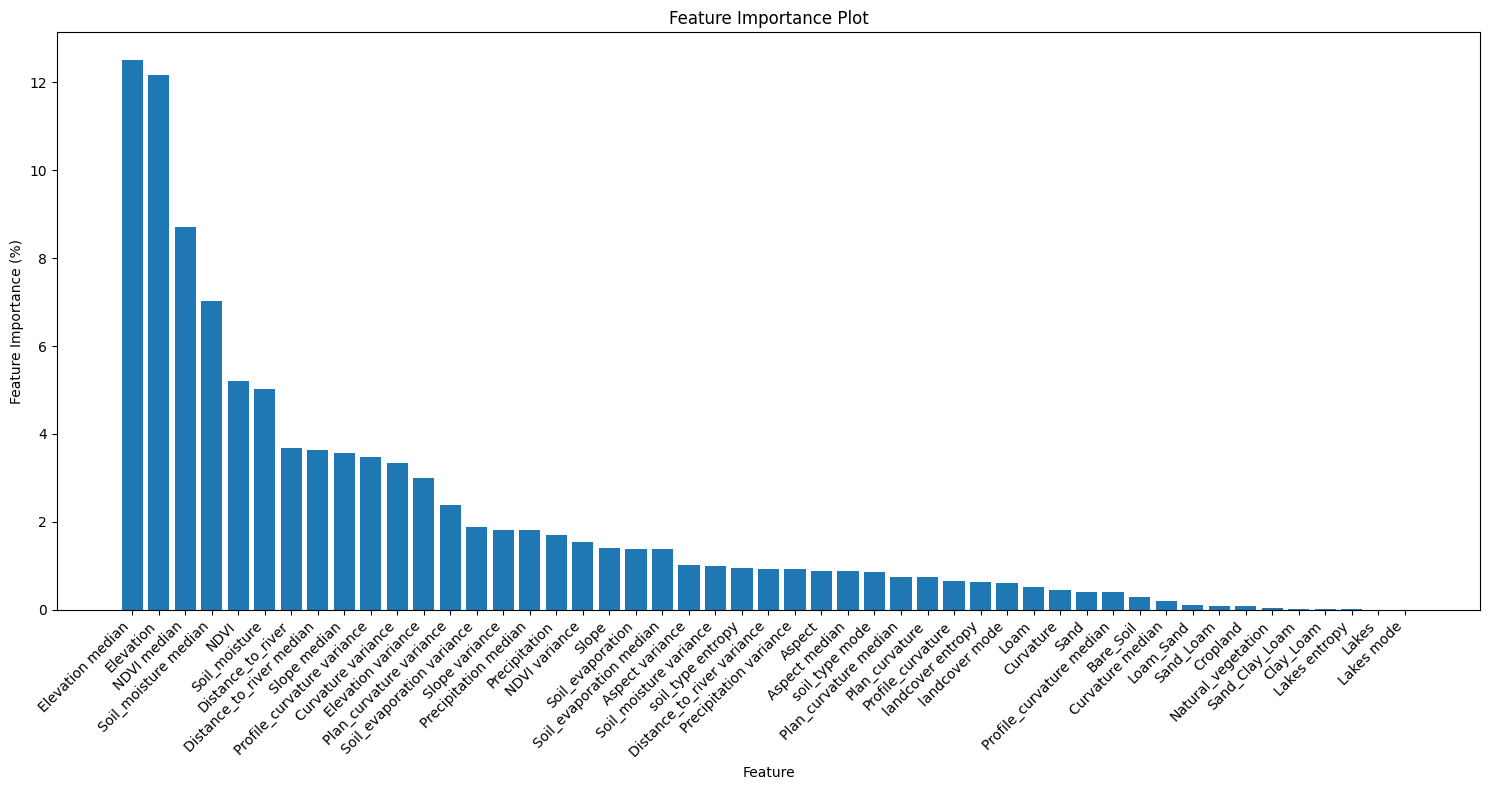 Feature Importance Plot
Feature Importance (%)
12
10
8
6
4
2
0
Elevation median
Elevation
NDVI median
Soil_moisture median
NDVI
Soil_moisture
Distance_to_river
Distance_to_river median
Slope median
Profile_curvature variance
Curvature variance
Elevation variance
Plan_curvature variance
Soil_evaporation variance
Slope variance
Precipitation median
Precipitation
NDVI variance
Slope
Soil_evaporation
Soil_evaporation median
Aspect variance
Soil_moisture variance
soil_type entropy
Distance_to_river variance
Precipitation variance
Aspect
Aspect median
soil_type mode
Plan_curvature median
Plan_curvature
Profile_curvature
landcover entropy
landcover mode
Loam
Curvature
Sand
Profile_curvature median
Bare_Soil
Curvature median
Loam_Sand
Sand_Loam
Cropland
Natural_vegetation
Sand_Clay_Loam
Clay_Loam
Lakes entropy
Lakes
Lakes mode
Feature